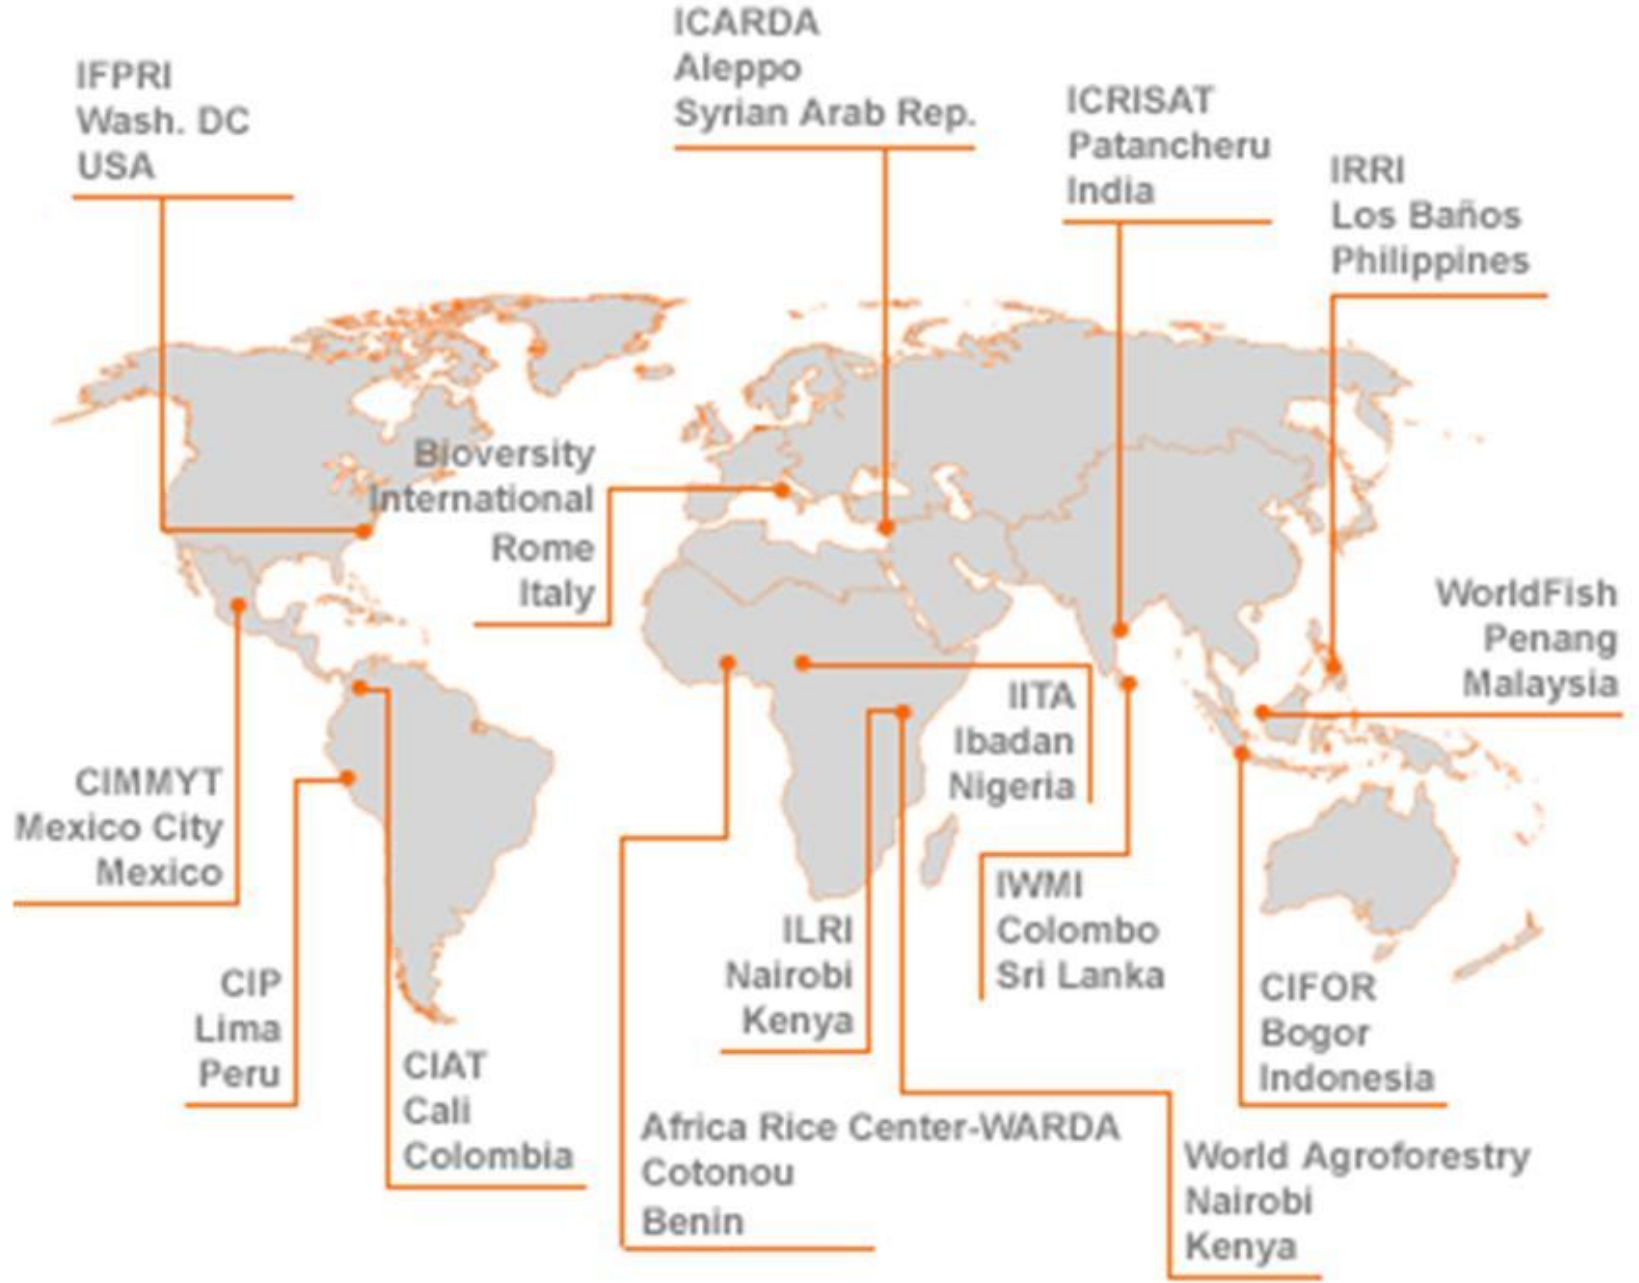 IFPRI
Wash. DC
USA
ICARDA
Aleppo
Syrian Arab Rep.
ICRISAT
Patancheru
India
IRRI
Los Baños
Philippines
Bioversity
International
Rome
Italy
WorldFish
Penang
Malaysia
IITA
Ibadan
Nigeria
CIMMYT
Mexico City
Mexico
IWMI
Colombo
Sri Lanka
ILRI
Nairobi
Kenya
CIP
Lima
Peru
CIFOR
Bogor
Indonesia
CIAT
Cali
Colombia
Africa Rice Center-WARDA
Cotonou
Benin
World Agroforestry
Nairobi
Kenya